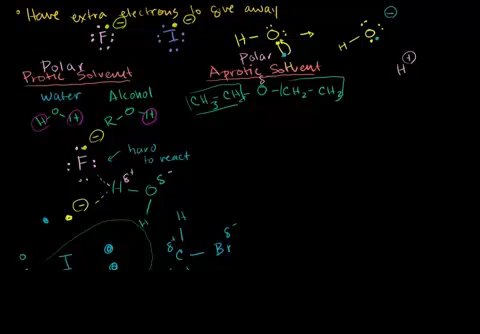 • Have extra electrons to give away
F I H – O → H – O
H +
Polar Polar
Protic Solvent Aprotic Solvent
Water Alcohol CH3 – CH2 – O – CH2 – CH3
H O H R O H δ
F hard to react
H δ+ – O δ-
H H
I δ+ C – Br δ-